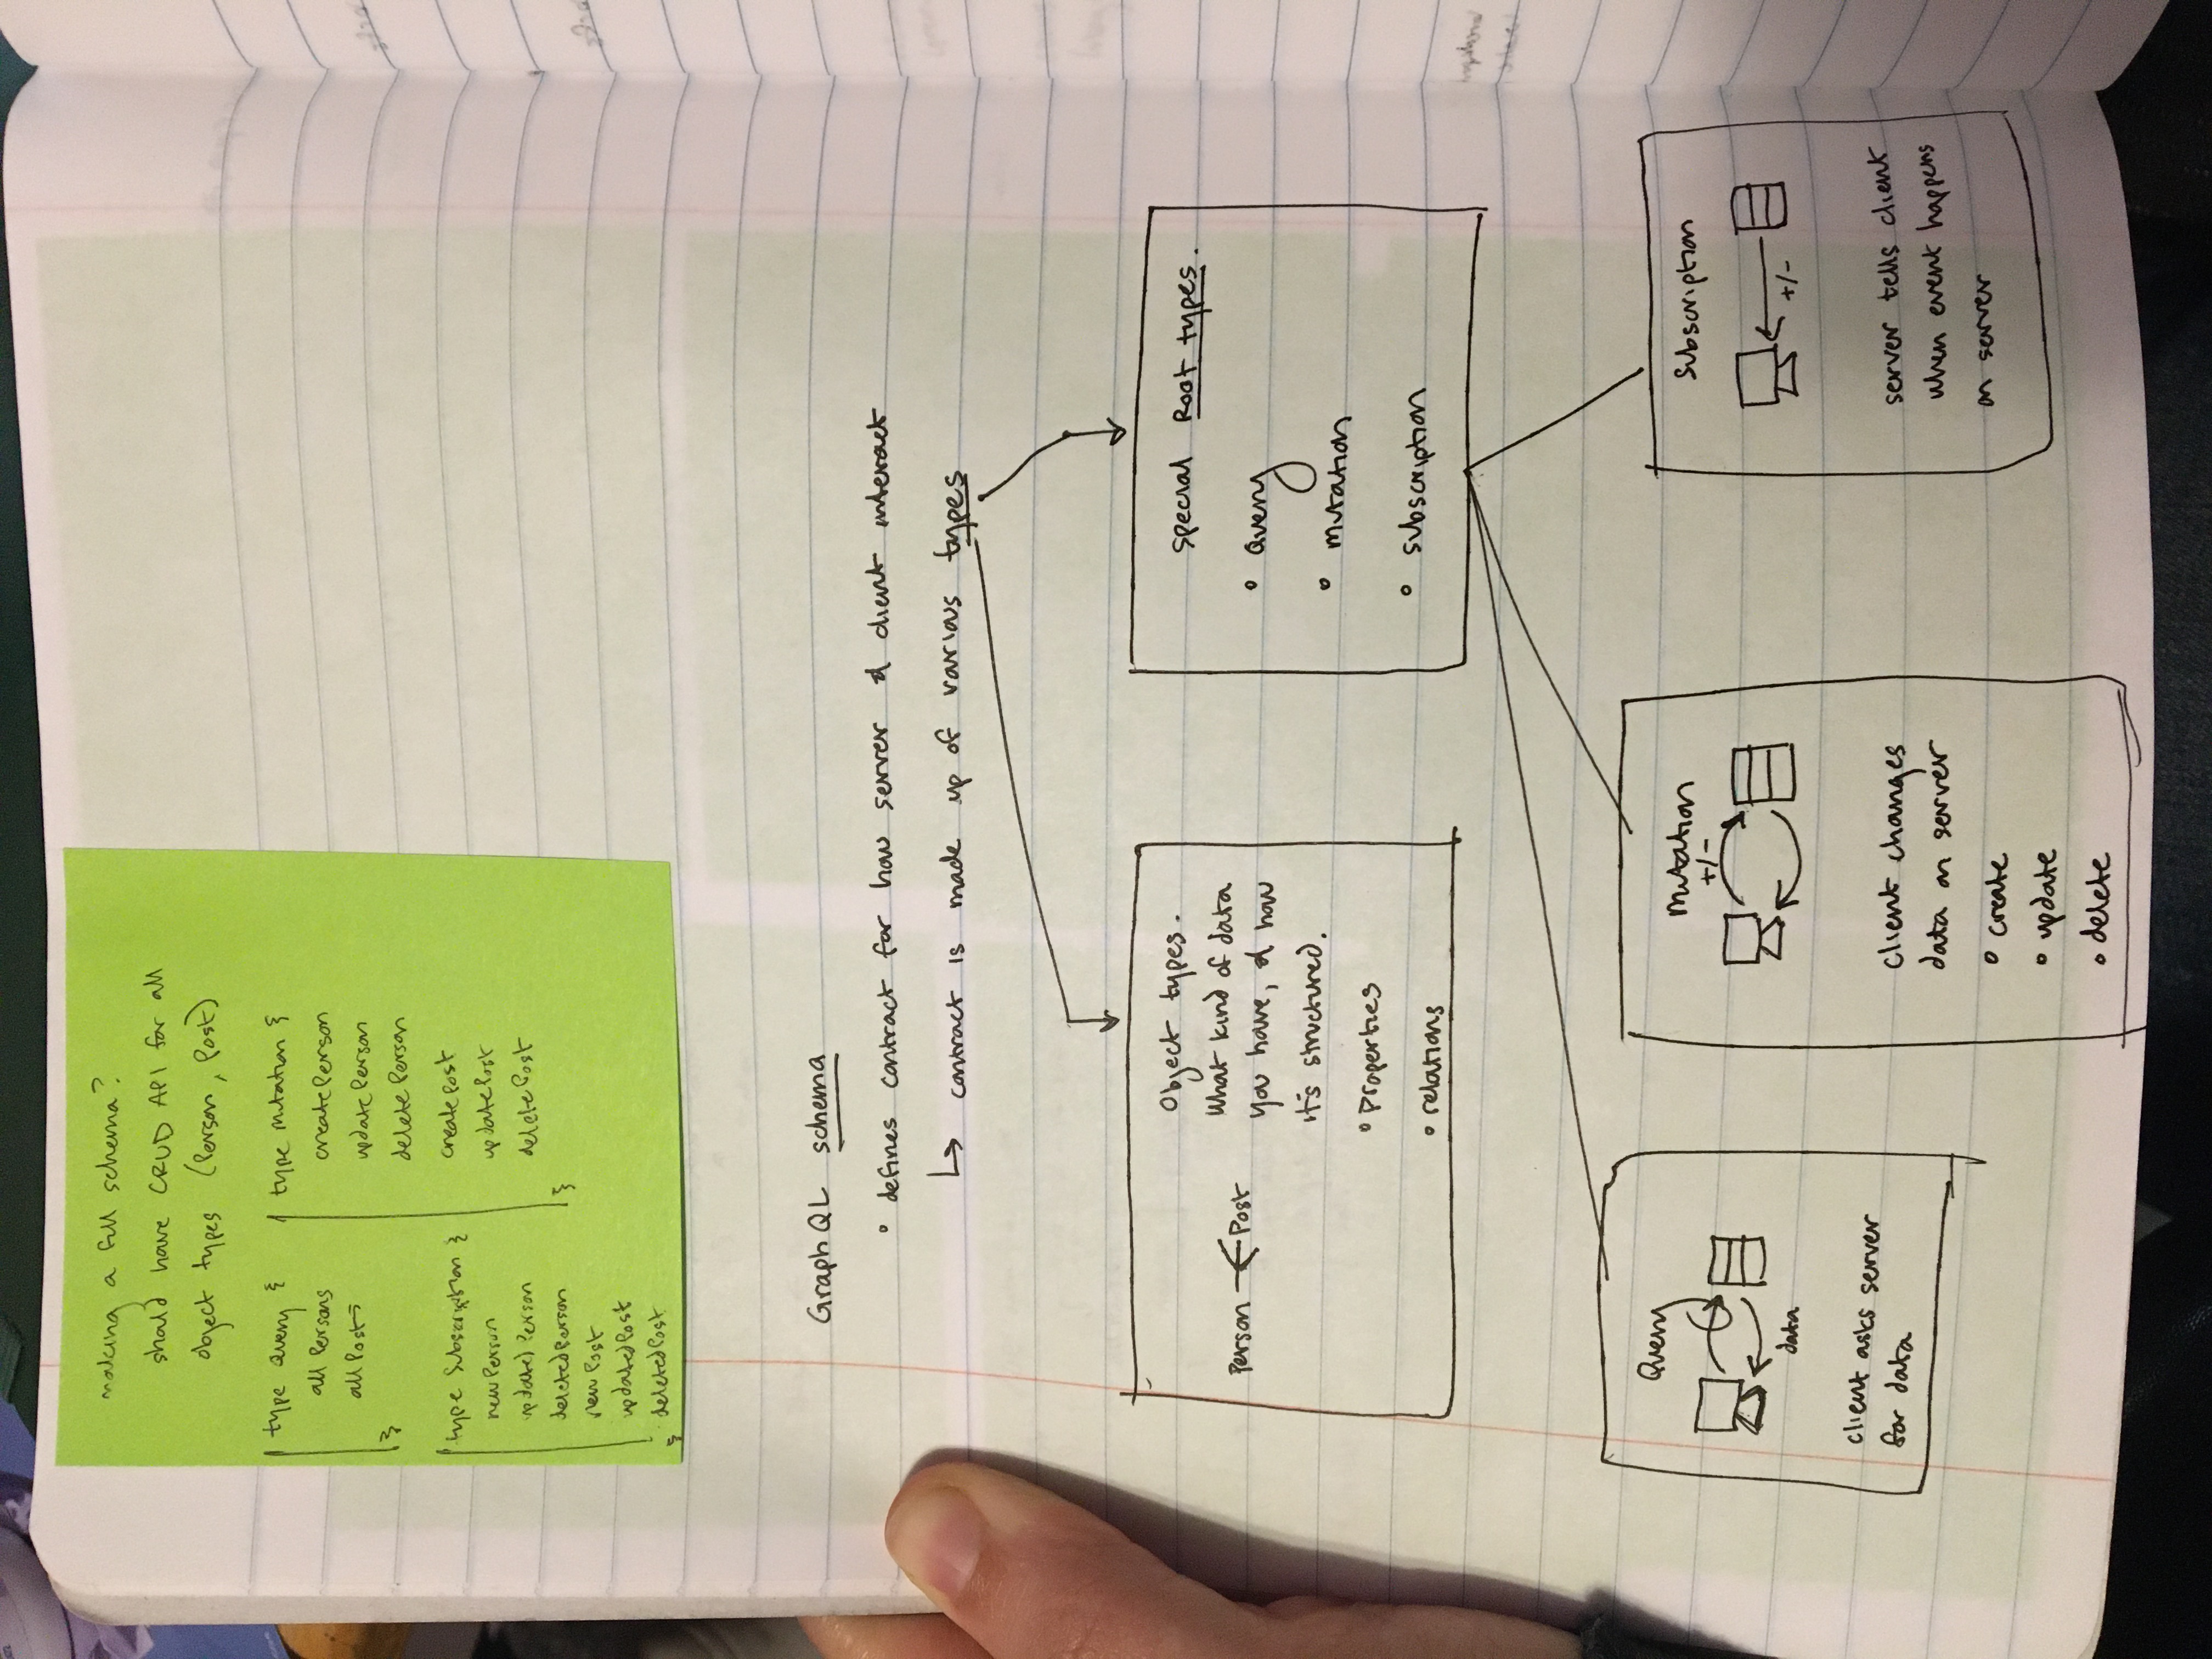 making a full schema?
should have CRUD API for all
object types (Person, Post)
type Query {
allPersons
allPosts
}
type Subscription {
newPerson
updatedPerson
deletedPerson
newPost
updatedPost
deletedPost
}
type Mutation {
createPerson
updatePerson
deletePerson
createPost
updatePost
deletePost
}
GraphQL schema
• defines contract for how server & client interact
↳ contract is made up of various types
Person Post
Object types.
What kind of data
you have, & how
it's structured.
• Properties
• relations
special Root types.
• Query
• mutation
• subscription
Query
data
client asks server
for data
mutation
+/-
client changes
data on server
• create
• update
• delete
Subscription
+/-
server tells client
when event happens
on server